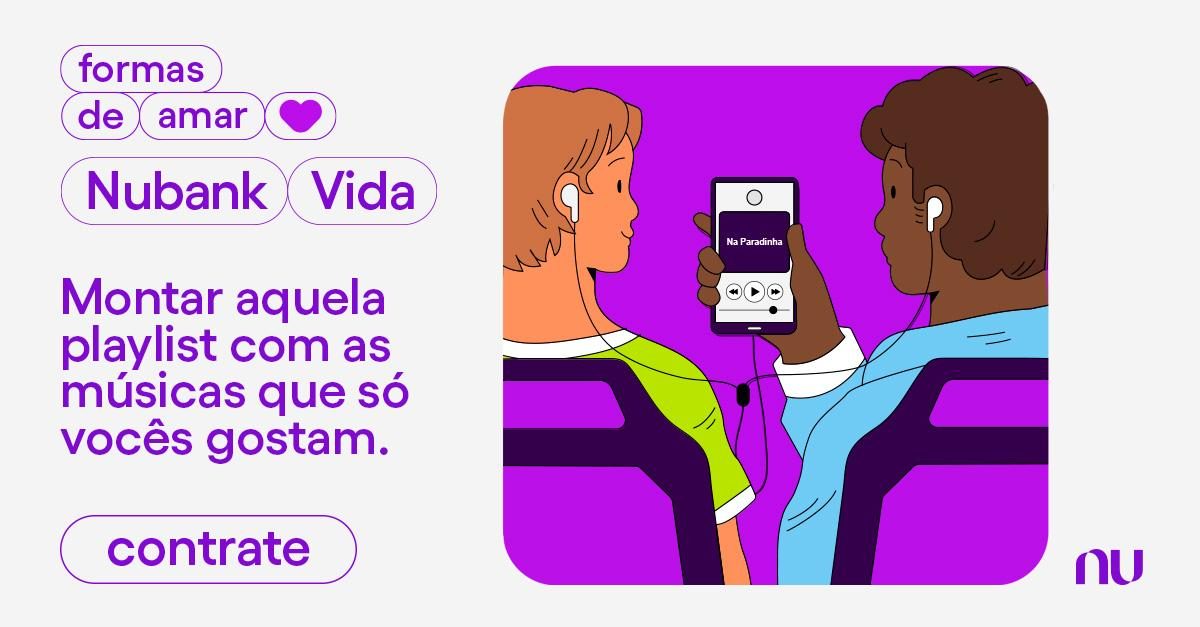 formas
de amar
Nubank Vida
Montar aquela
playlist com as
músicas que só
vocês gostam.
contrate
Na Paradinha
nu